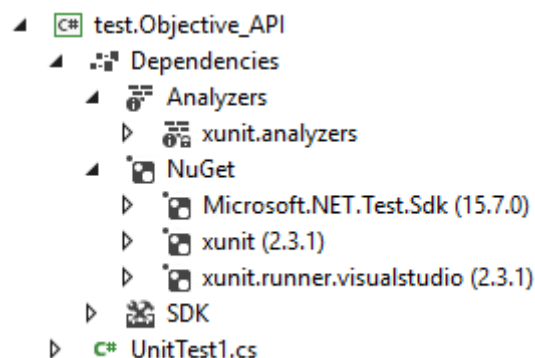 C# test.Objective_API
Dependencies
Analyzers
xunit.analyzers
NuGet
Microsoft.NET.Test.Sdk (15.7.0)
xunit (2.3.1)
xunit.runner.visualstudio (2.3.1)
SDK
C# UnitTest1.cs